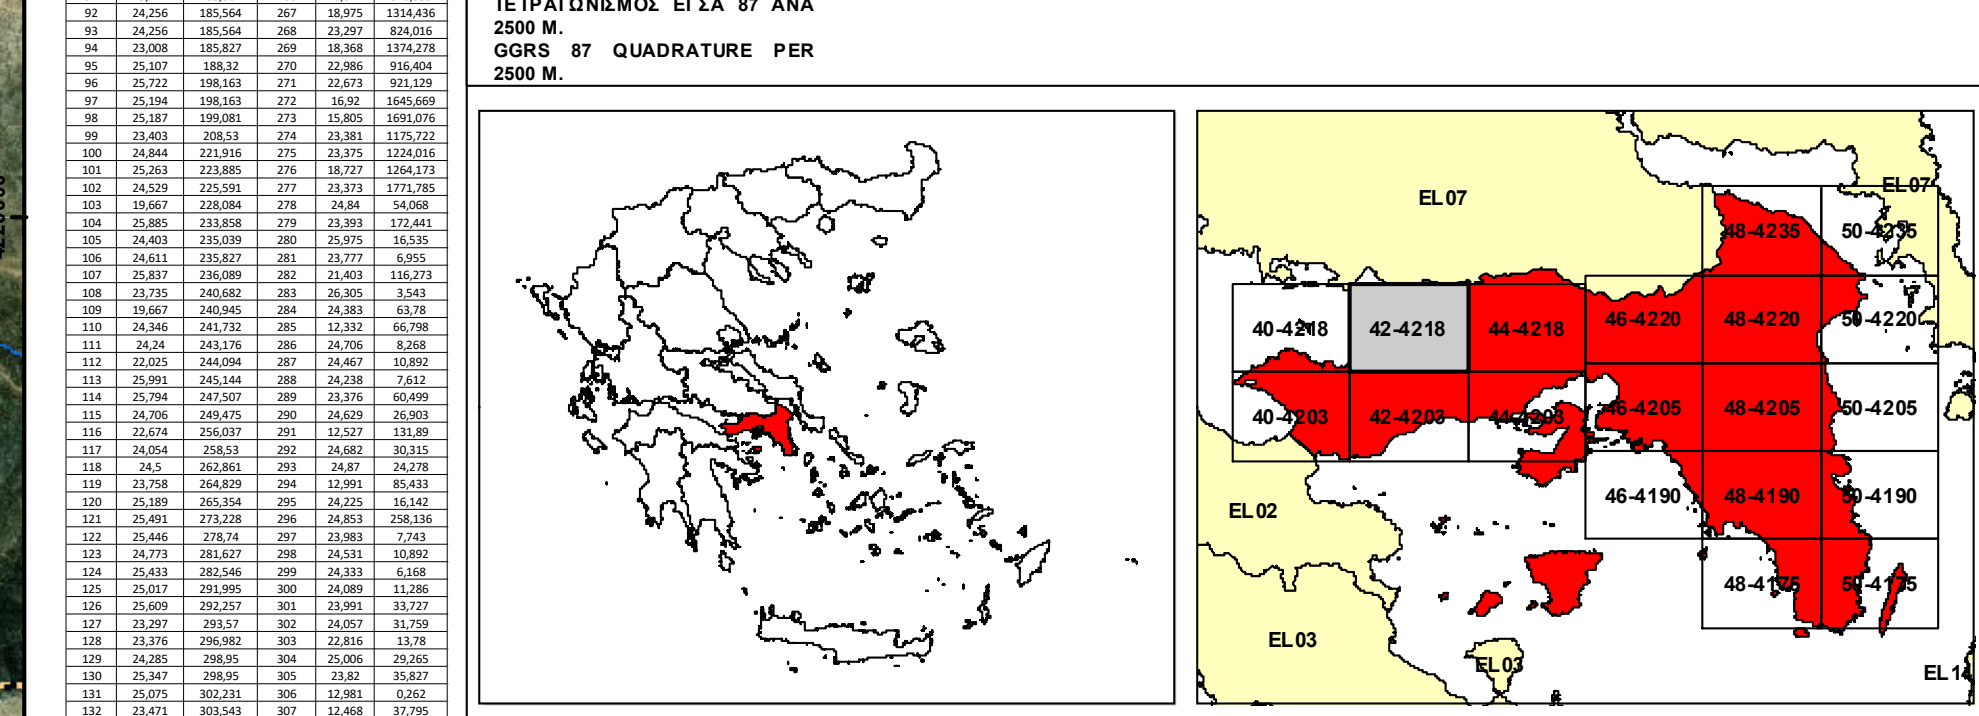 92 24,256 185,564 267 18,975 1314,436
93 24,256 185,564 268 23,297 824,016
94 23,008 185,827 269 18,368 1374,278
95 25,107 188,32 270 22,986 916,404
96 25,722 198,163 271 22,673 921,129
97 25,194 198,163 272 16,92 1645,669
98 25,187 199,081 273 15,805 1691,076
99 23,403 208,53 274 23,381 1175,722
100 24,844 221,916 275 23,375 1224,016
101 25,263 223,885 276 18,727 1264,173
102 24,529 225,591 277 23,373 1771,785
103 19,667 228,084 278 24,84 54,068
104 25,885 233,858 279 23,393 172,441
105 24,403 235,039 280 25,975 16,535
106 24,611 235,827 281 23,777 6,955
107 25,837 236,089 282 21,403 116,273
108 23,735 240,682 283 26,305 3,543
109 19,667 240,945 284 24,383 63,78
110 24,346 241,732 285 12,332 66,798
111 24,24 243,176 286 24,706 8,268
112 22,025 244,094 287 24,467 10,892
113 25,991 245,144 288 24,238 7,612
114 25,794 247,507 289 23,376 60,499
115 24,706 249,475 290 24,629 26,903
116 22,674 256,037 291 12,527 131,89
117 24,054 258,53 292 24,682 30,315
118 24,5 262,861 293 24,87 24,278
119 23,758 264,829 294 12,991 85,433
120 25,189 265,354 295 24,225 16,142
121 25,491 273,228 296 24,853 258,136
122 25,446 278,74 297 23,983 7,743
123 24,773 281,627 298 24,531 10,892
124 25,433 282,546 299 24,333 6,168
125 25,017 291,995 300 24,089 11,286
126 25,609 292,257 301 23,991 33,727
127 23,297 293,57 302 24,057 31,759
128 23,376 296,982 303 22,816 13,78
129 24,285 298,95 304 25,006 29,265
130 25,347 298,95 305 23,82 35,827
131 25,075 302,231 306 12,981 0,262
132 23,471 303,543 307 12,468 37,795
ΤΕΤΡΑΓΩΝΙΣΜΟΣ ΕΓΣΑ 87 ΑΝΑ
2500 Μ.
GGRS 87 QUADRATURE PER
2500 M.
EL07
EL07
48-4235
50-4235
40-4218
42-4218
44-4218
46-4220
48-4220
50-4220
40-4203
42-4203
44-4203
46-4205
48-4205
50-4205
46-4190
48-4190
50-4190
EL02
48-4175
50-4175
EL03
EL03
EL14